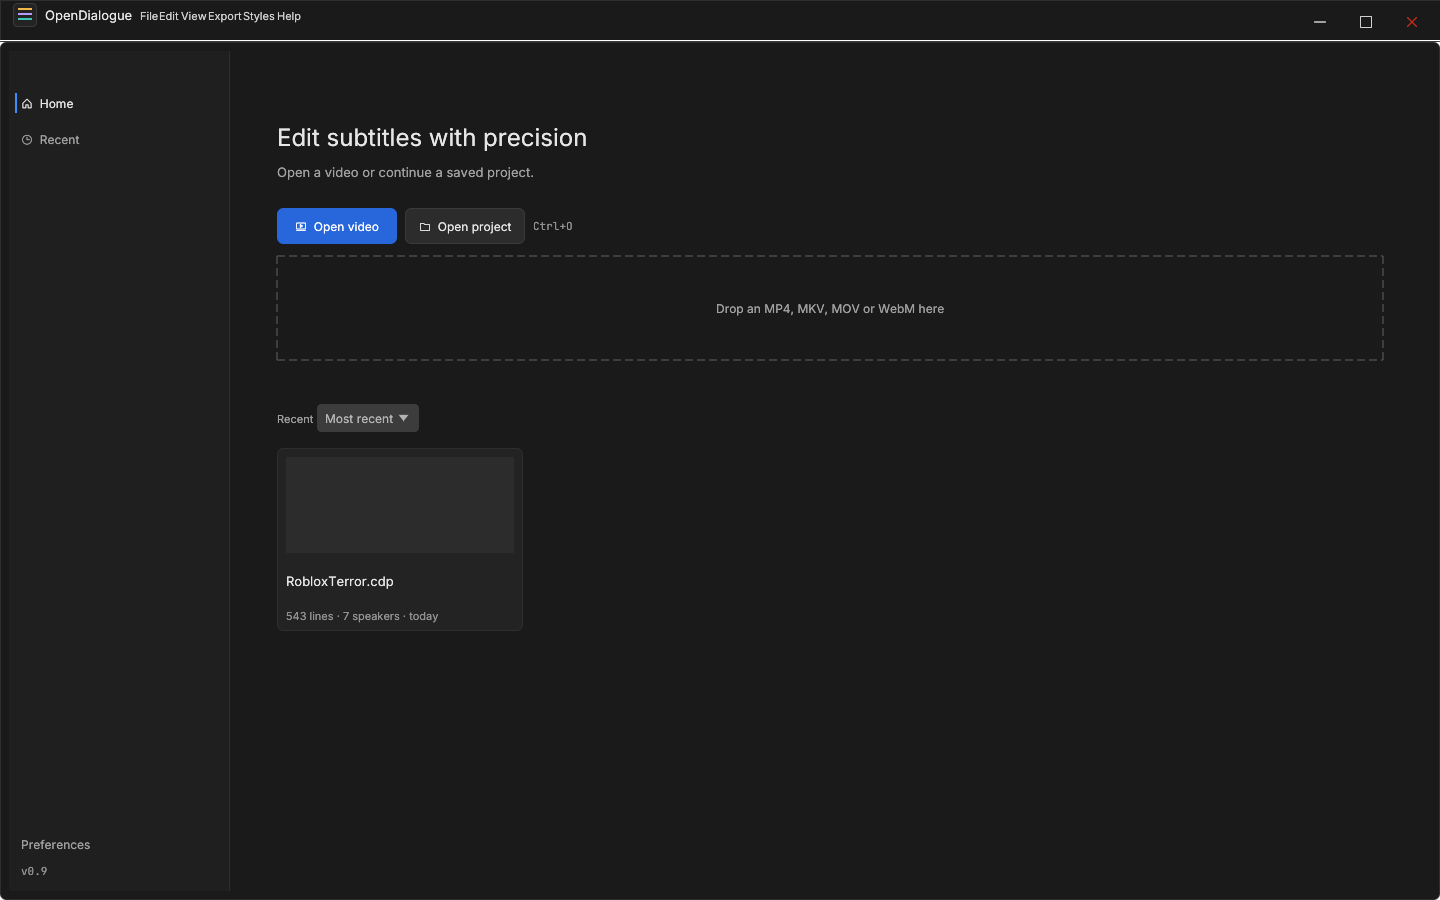 OpenDialogue File Edit View Export Styles Help
Home
Recent
Edit subtitles with precision
Open a video or continue a saved project.
Open video Open project Ctrl+O
Drop an MP4, MKV, MOV or WebM here
Recent Most recent
RobloxTerror.cdp
543 lines · 7 speakers · today
Preferences
v0.9